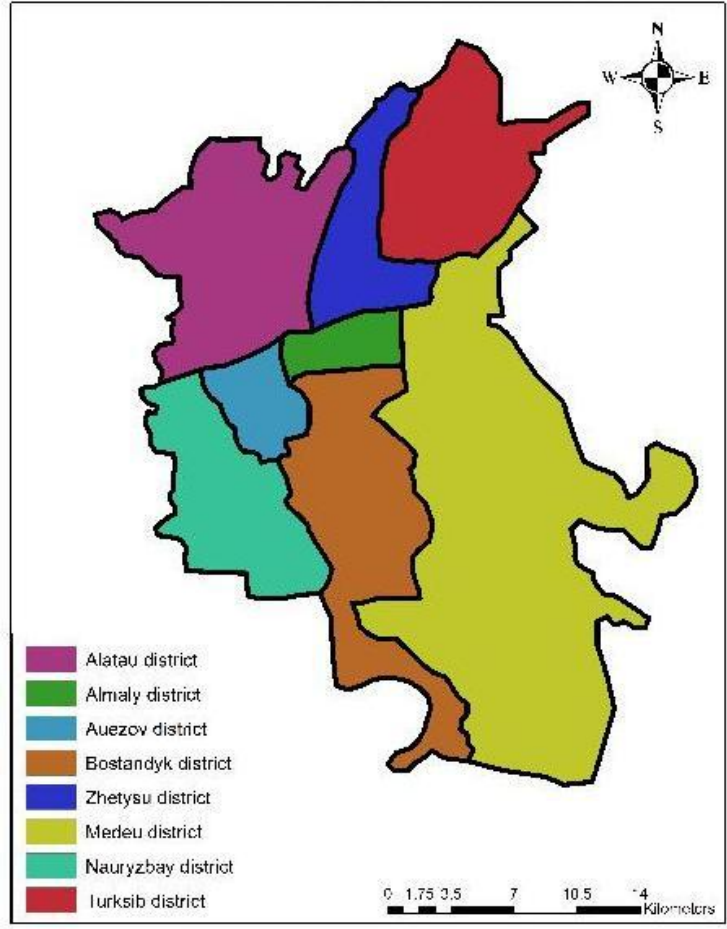 N
W E
S
Alatau district
Almaly district
Auezov district
Bostandyk district
Zhetysu district
Medeu district
Nauryzbay district
Turksib district
0 1.75 3.5 7 10.5 14
Kilometers